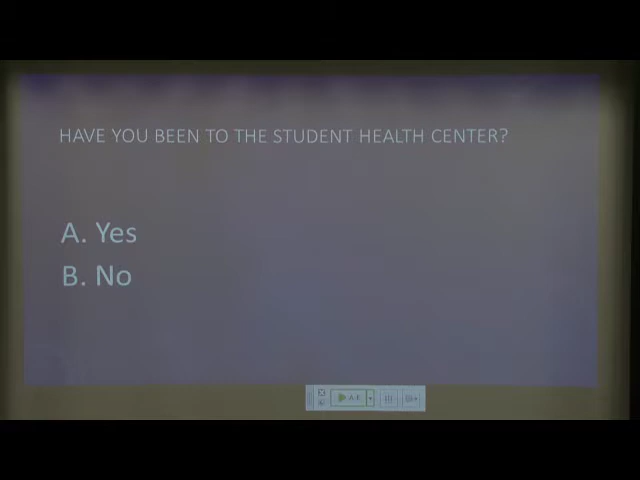 HAVE YOU BEEN TO THE STUDENT HEALTH CENTER?
A. Yes
B. No